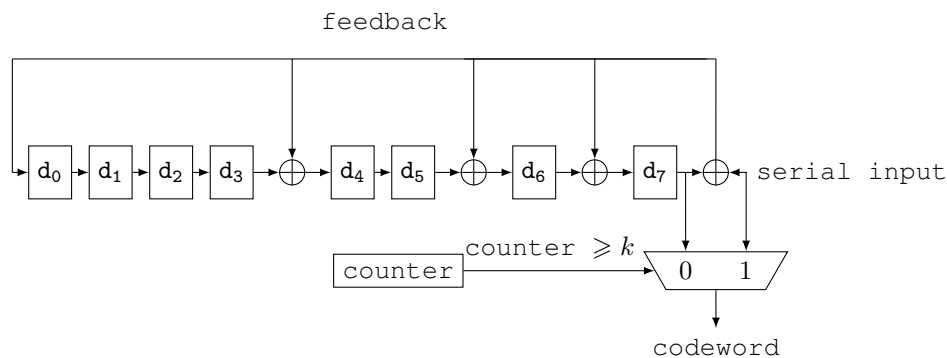 feedback
d₀ d₁ d₂ d₃ d₄ d₅ d₆ d₇ serial input
counter ⩾ k
counter 0 1
codeword